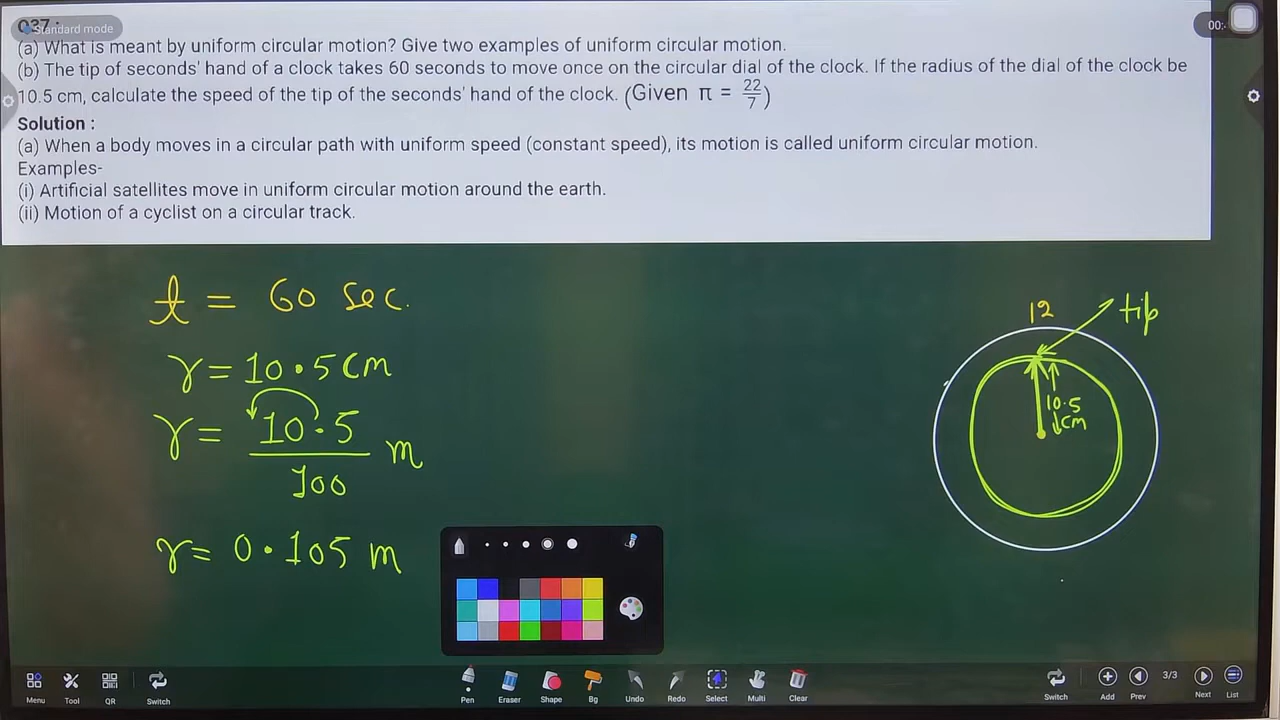 Q37 :
Standard mode
00:
(a) What is meant by uniform circular motion? Give two examples of uniform circular motion.
(b) The tip of seconds' hand of a clock takes 60 seconds to move once on the circular dial of the clock. If the radius of the dial of the clock be
10.5 cm, calculate the speed of the tip of the seconds' hand of the clock. (Given π = 22/7)
Solution :
(a) When a body moves in a circular path with uniform speed (constant speed), its motion is called uniform circular motion.
Examples-
(i) Artificial satellites move in uniform circular motion around the earth.
(ii) Motion of a cyclist on a circular track.
t = 60 sec.
r = 10.5 cm
r = 10.5/100 m
r = 0.105 m
12
tip
10.5
cm
Menu Tool QR Switch Pen Eraser Shape Bg Undo Redo Select Multi Clear Switch Add Prev 3/3 Next List